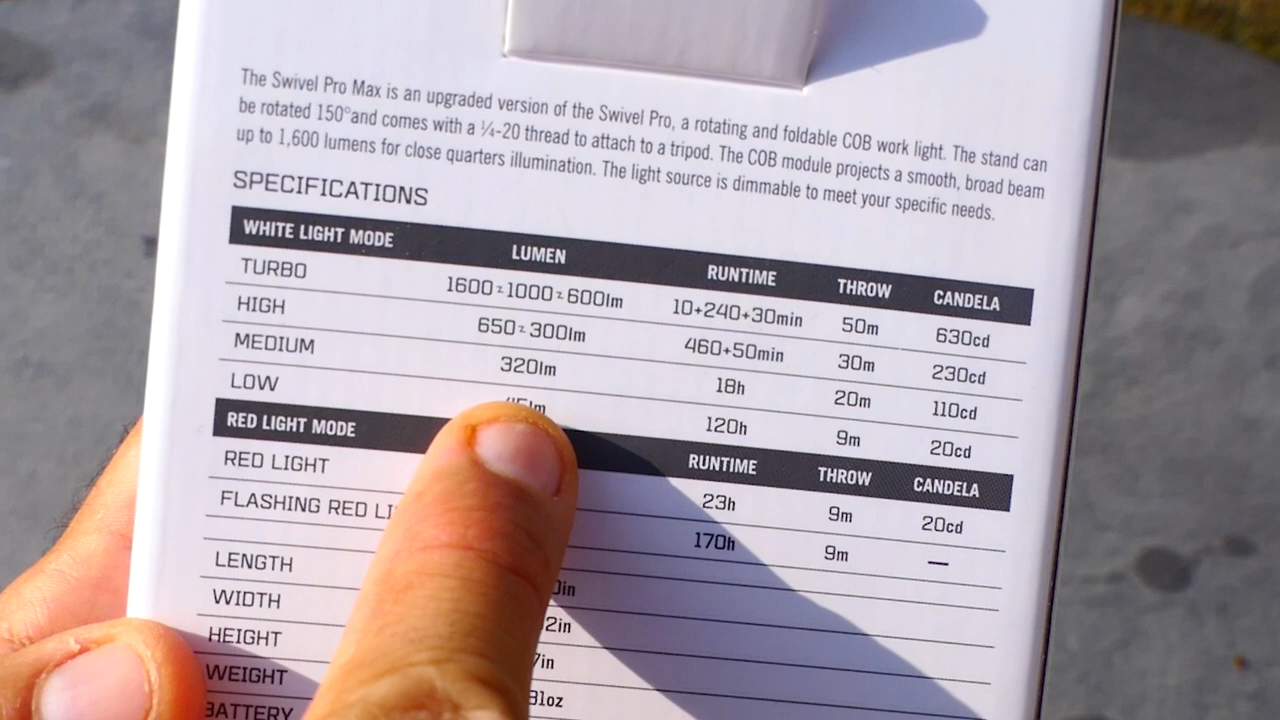 The Swivel Pro Max is an upgraded version of the Swivel Pro, a rotating and foldable COB work light. The stand can
be rotated 150°and comes with a ¼-20 thread to attach to a tripod. The COB module projects a smooth, broad beam
up to 1,600 lumens for close quarters illumination. The light source is dimmable to meet your specific needs.
SPECIFICATIONS
WHITE LIGHT MODE LUMEN RUNTIME THROW CANDELA
TURBO 1600~1000~600lm 10+240+30min 50m 630cd
HIGH 650~300lm 460+50min 30m 230cd
MEDIUM 320lm 18h 20m 110cd
LOW 120h 9m 20cd
RED LIGHT MODE RUNTIME THROW CANDELA
RED LIGHT 23h 9m 20cd
FLASHING RED 170h 9m —
LENGTH
WIDTH
HEIGHT
WEIGHT
BATTERY